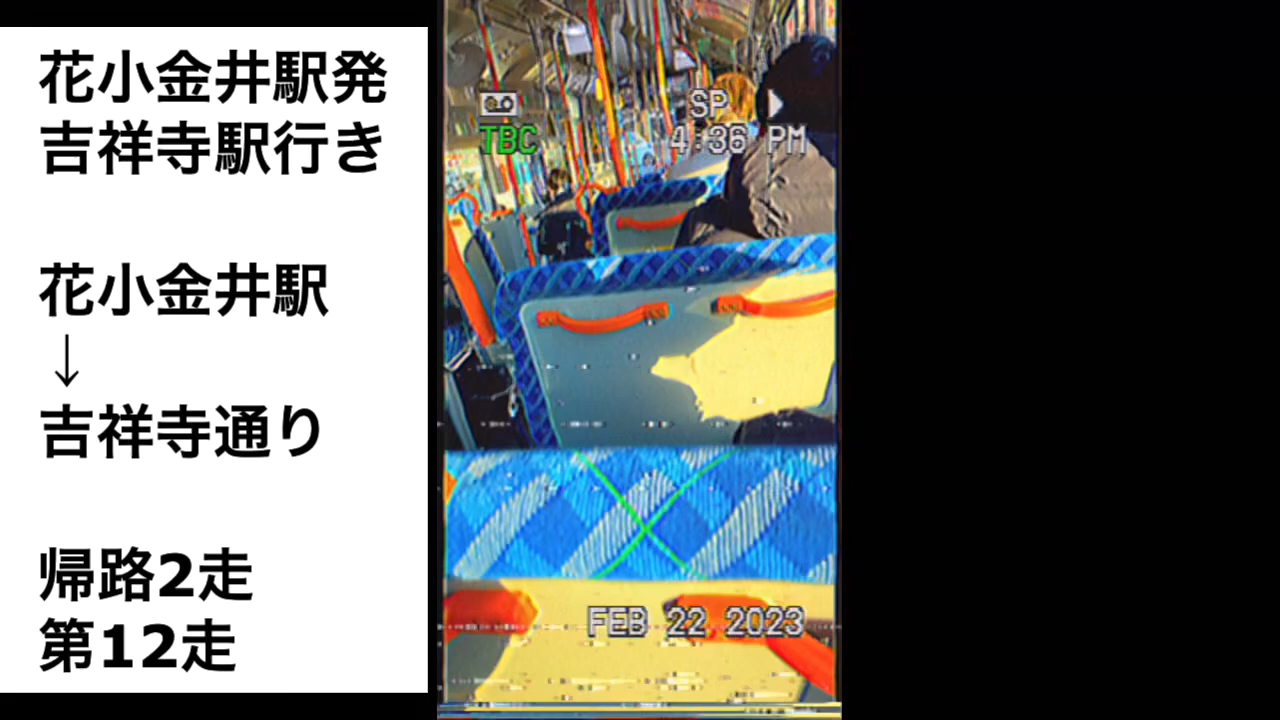 花小金井駅発
吉祥寺駅行き
花小金井駅
↓
吉祥寺通り
帰路2走
第12走
SP
TBC 4:36 PM
FEB 22 2023